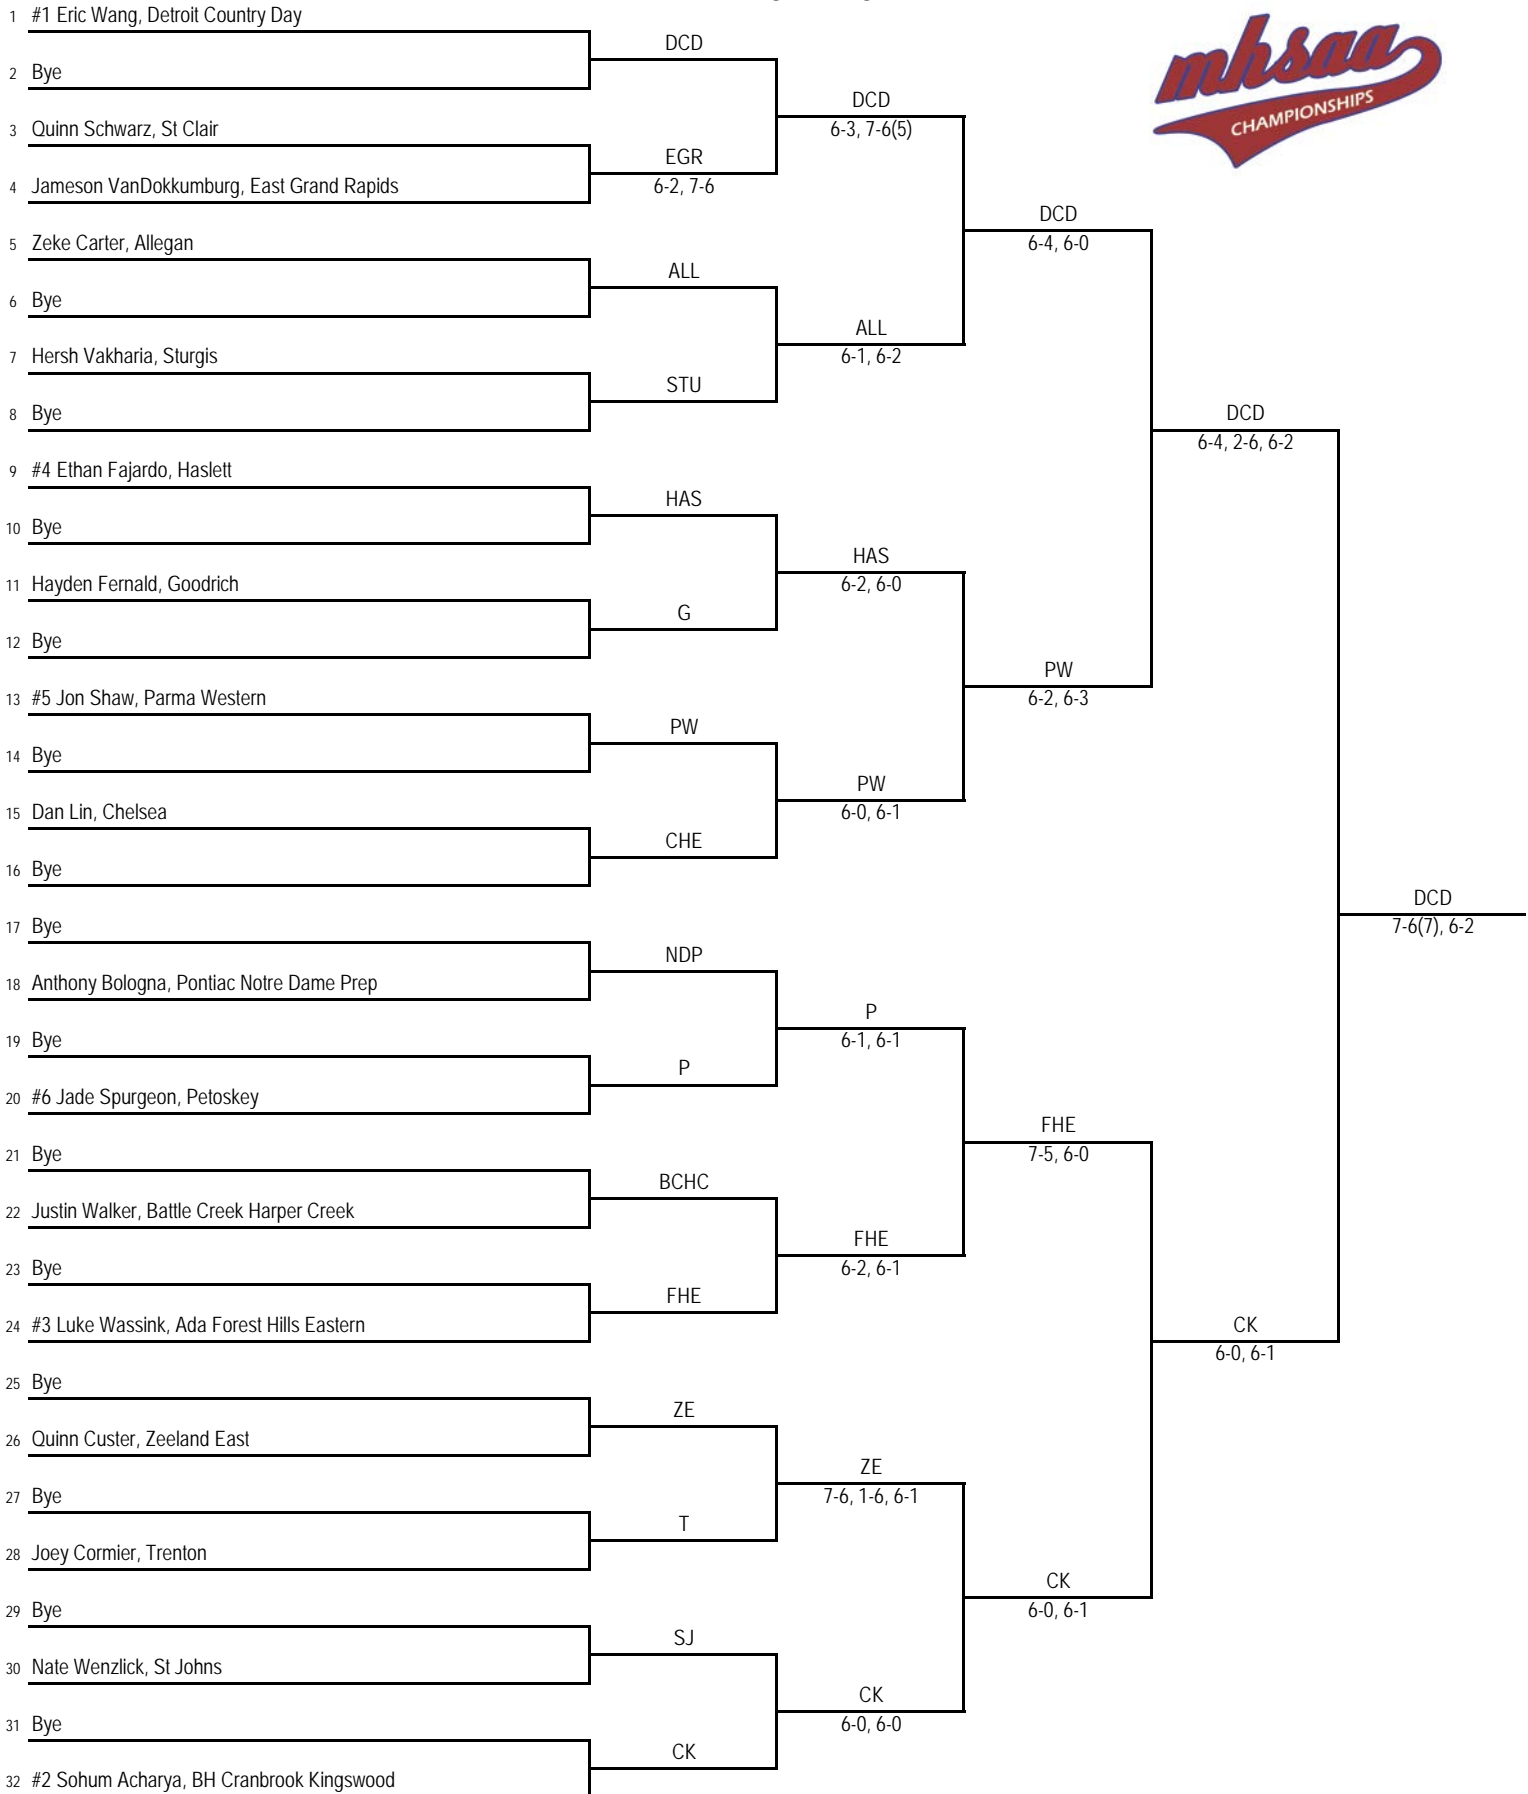 1 #1 Eric Wang, Detroit Country Day
DCD
2 Bye
mhsaa
CHAMPIONSHIPS
DCD
6-3, 7-6(5)
3 Quinn Schwarz, St Clair
EGR
6-2, 7-6
4 Jameson VanDokkumburg, East Grand Rapids
DCD
6-4, 6-0
5 Zeke Carter, Allegan
ALL
6 Bye
ALL
6-1, 6-2
7 Hersh Vakharia, Sturgis
STU
8 Bye
DCD
6-4, 2-6, 6-2
9 #4 Ethan Fajardo, Haslett
HAS
10 Bye
HAS
6-2, 6-0
11 Hayden Fernald, Goodrich
G
12 Bye
PW
6-2, 6-3
13 #5 Jon Shaw, Parma Western
PW
14 Bye
PW
6-0, 6-1
15 Dan Lin, Chelsea
CHE
16 Bye
DCD
7-6(7), 6-2
17 Bye
NDP
18 Anthony Bologna, Pontiac Notre Dame Prep
P
6-1, 6-1
19 Bye
P
20 #6 Jade Spurgeon, Petoskey
FHE
7-5, 6-0
21 Bye
BCHC
22 Justin Walker, Battle Creek Harper Creek
FHE
6-2, 6-1
23 Bye
FHE
24 #3 Luke Wassink, Ada Forest Hills Eastern
CK
6-0, 6-1
25 Bye
ZE
26 Quinn Custer, Zeeland East
ZE
7-6, 1-6, 6-1
27 Bye
T
28 Joey Cormier, Trenton
CK
6-0, 6-1
29 Bye
SJ
30 Nate Wenzlick, St Johns
CK
6-0, 6-0
31 Bye
CK
32 #2 Sohum Acharya, BH Cranbrook Kingswood